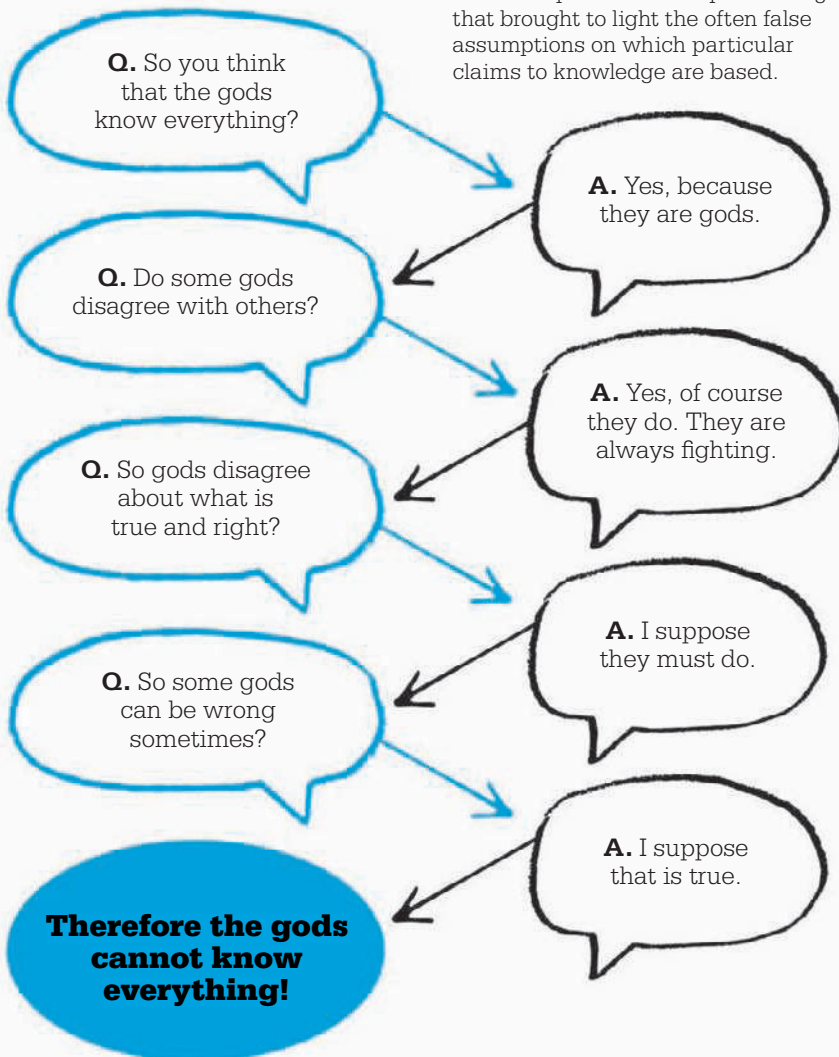 that brought to light the often false
assumptions on which particular
claims to knowledge are based.
Q. So you think
that the gods
know everything?
A. Yes, because
they are gods.
Q. Do some gods
disagree with others?
A. Yes, of course
they do. They are
always fighting.
Q. So gods disagree
about what is
true and right?
A. I suppose
they must do.
Q. So some gods
can be wrong
sometimes?
A. I suppose
that is true.
Therefore the gods
cannot know
everything!